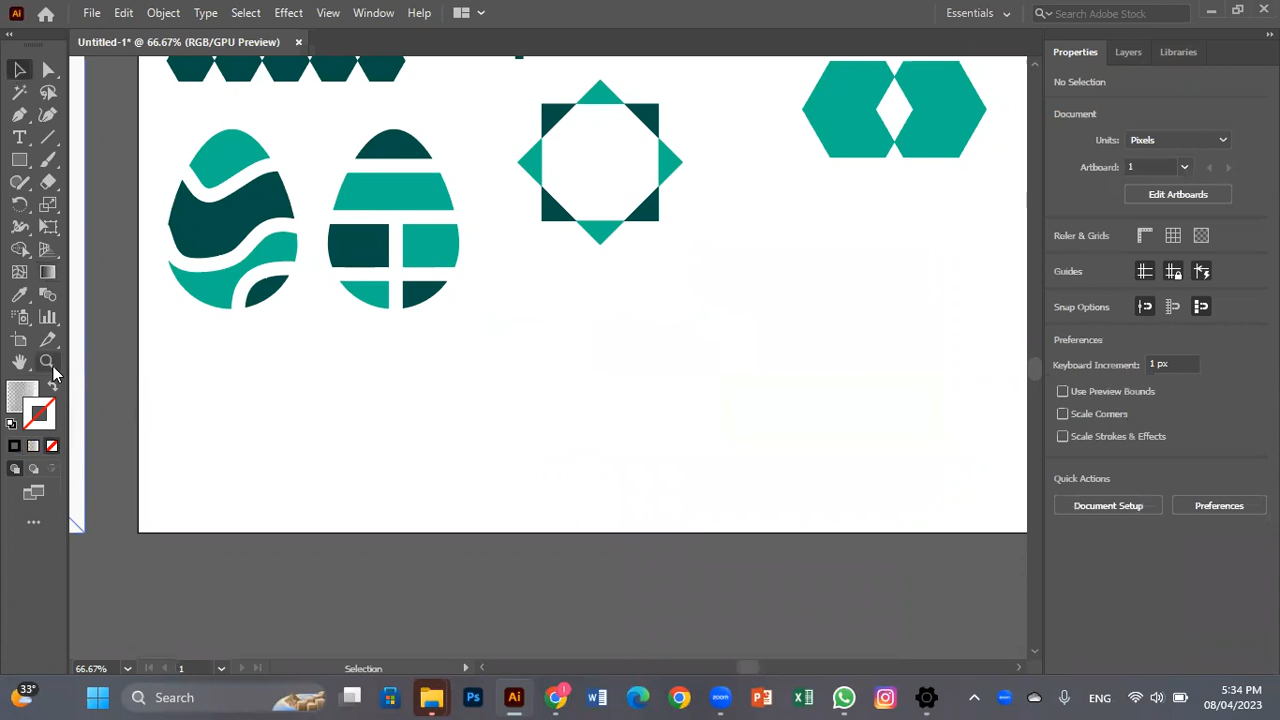 Ai
File Edit Object Type Select Effect View Window Help
Essentials
Search Adobe Stock
Untitled-1* @ 66.67% (RGB/GPU Preview)
Properties Layers Libraries
No Selection
Document
Units: Pixels
Artboard: 1
Edit Artboards
Ruler & Grids
Guides
Snap Options
Preferences
Keyboard Increment: 1 px
Use Preview Bounds
Scale Corners
Scale Strokes & Effects
Quick Actions
Document Setup Preferences
66.67% 1 Selection
33° Search Ps Ai ENG 5:34 PM
08/04/2023